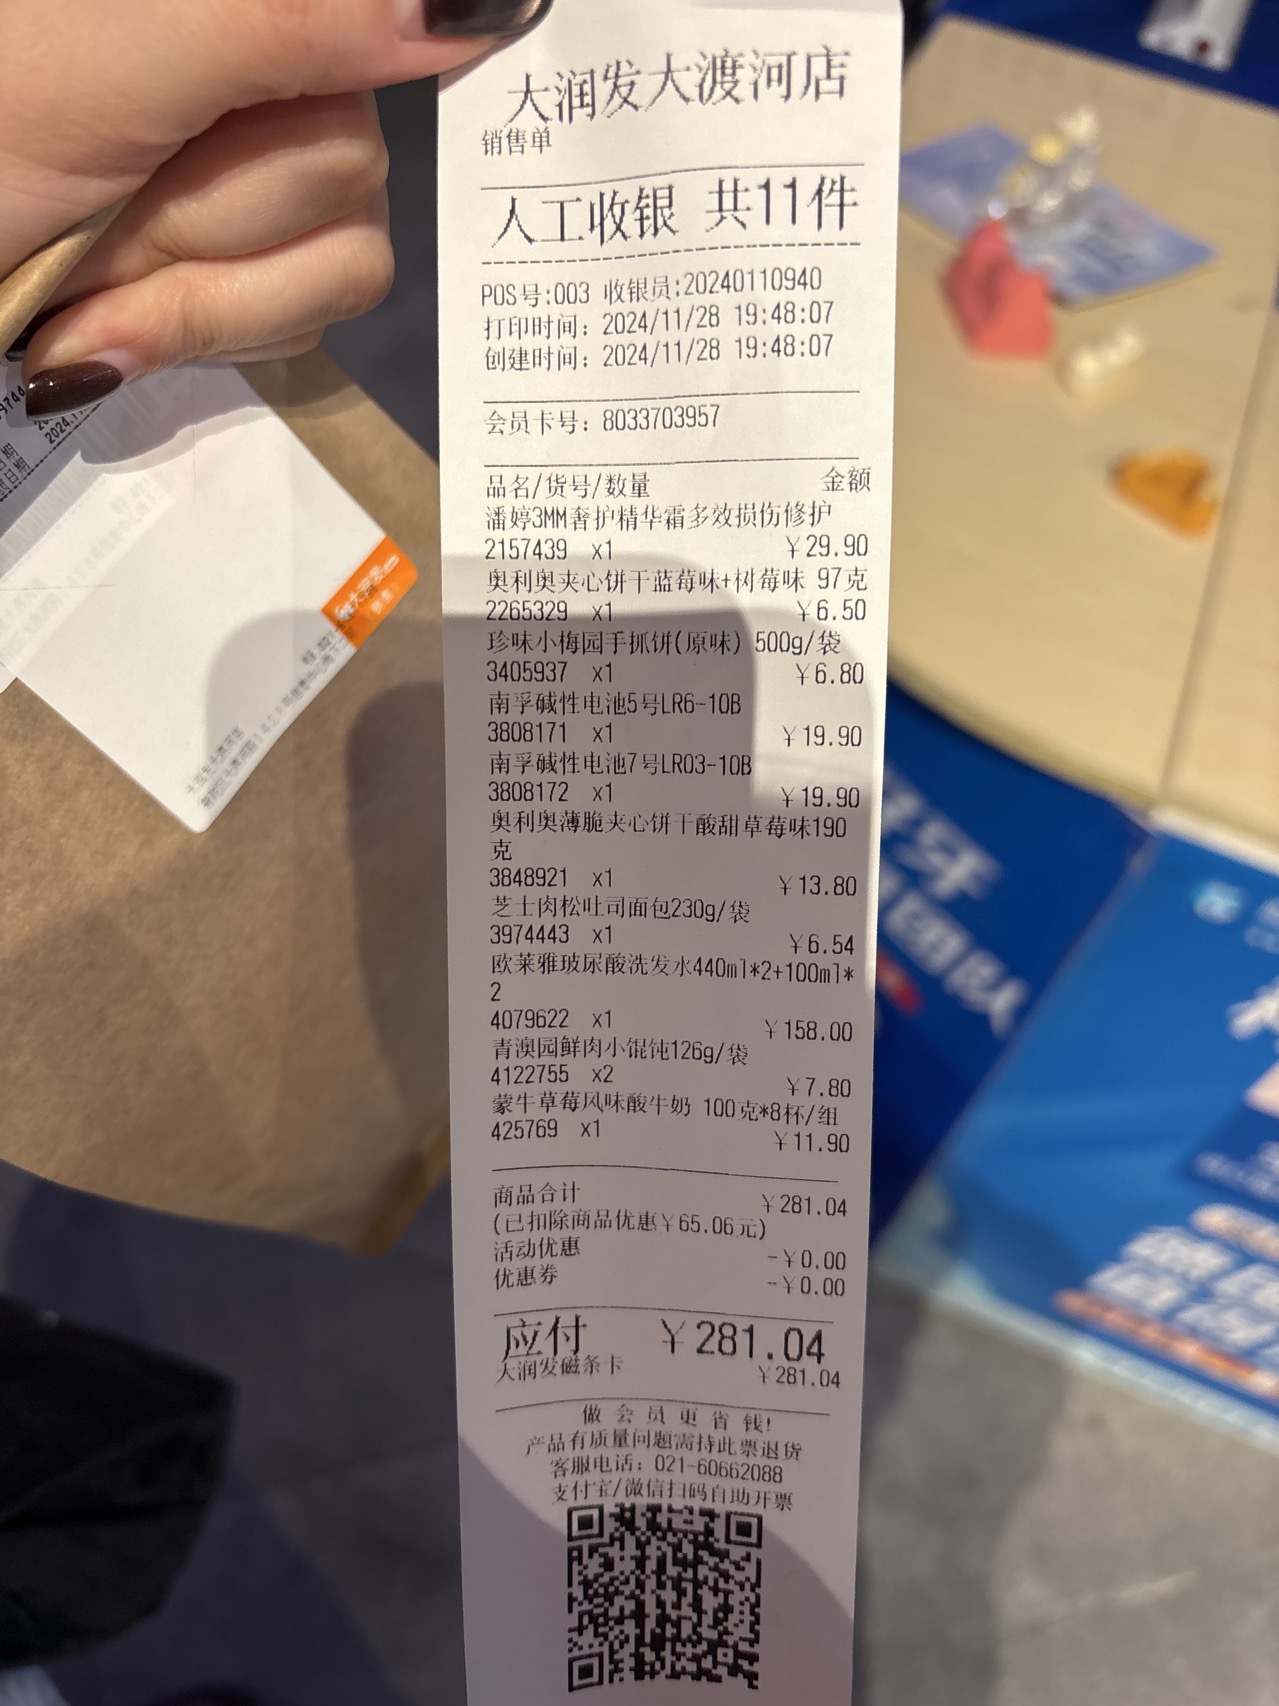 大润发大渡河店
销售单
人工收银 共11件
POS号:003 收银员:20240110940
打印时间: 2024/11/28 19:48:07
创建时间: 2024/11/28 19:48:07
会员卡号: 8033703957
品名/货号/数量 金额
潘婷3MM奢护精华霜多效损伤修护
2157439 x1 ¥29.90
奥利奥夹心饼干蓝莓味+树莓味 97克
2265329 x1 ¥6.50
珍味小梅园手抓饼(原味) 500g/袋
3405937 x1 ¥6.80
南孚碱性电池5号LR6-10B
3808171 x1 ¥19.90
南孚碱性电池7号LR03-10B
3808172 x1 ¥19.90
奥利奥薄脆夹心饼干酸甜草莓味190
克
3848921 x1 ¥13.80
芝士肉松吐司面包230g/袋
3974443 x1 ¥6.54
欧莱雅玻尿酸洗发水440ml*2+100ml*
2
4079622 x1 ¥158.00
青澳园鲜肉小馄饨126g/袋
4122755 x2 ¥7.80
蒙牛草莓风味酸牛奶 100克*8杯/组
425769 x1 ¥11.90
商品合计 ¥281.04
(已扣除商品优惠¥65.06元)
活动优惠 -¥0.00
优惠券 -¥0.00
应付 ¥281.04
大润发磁条卡 ¥281.04
做会员更省钱!
产品有质量问题需持此票退货
客服电话: 021-60662088
支付宝/微信扫码自助开票
大润发
团队